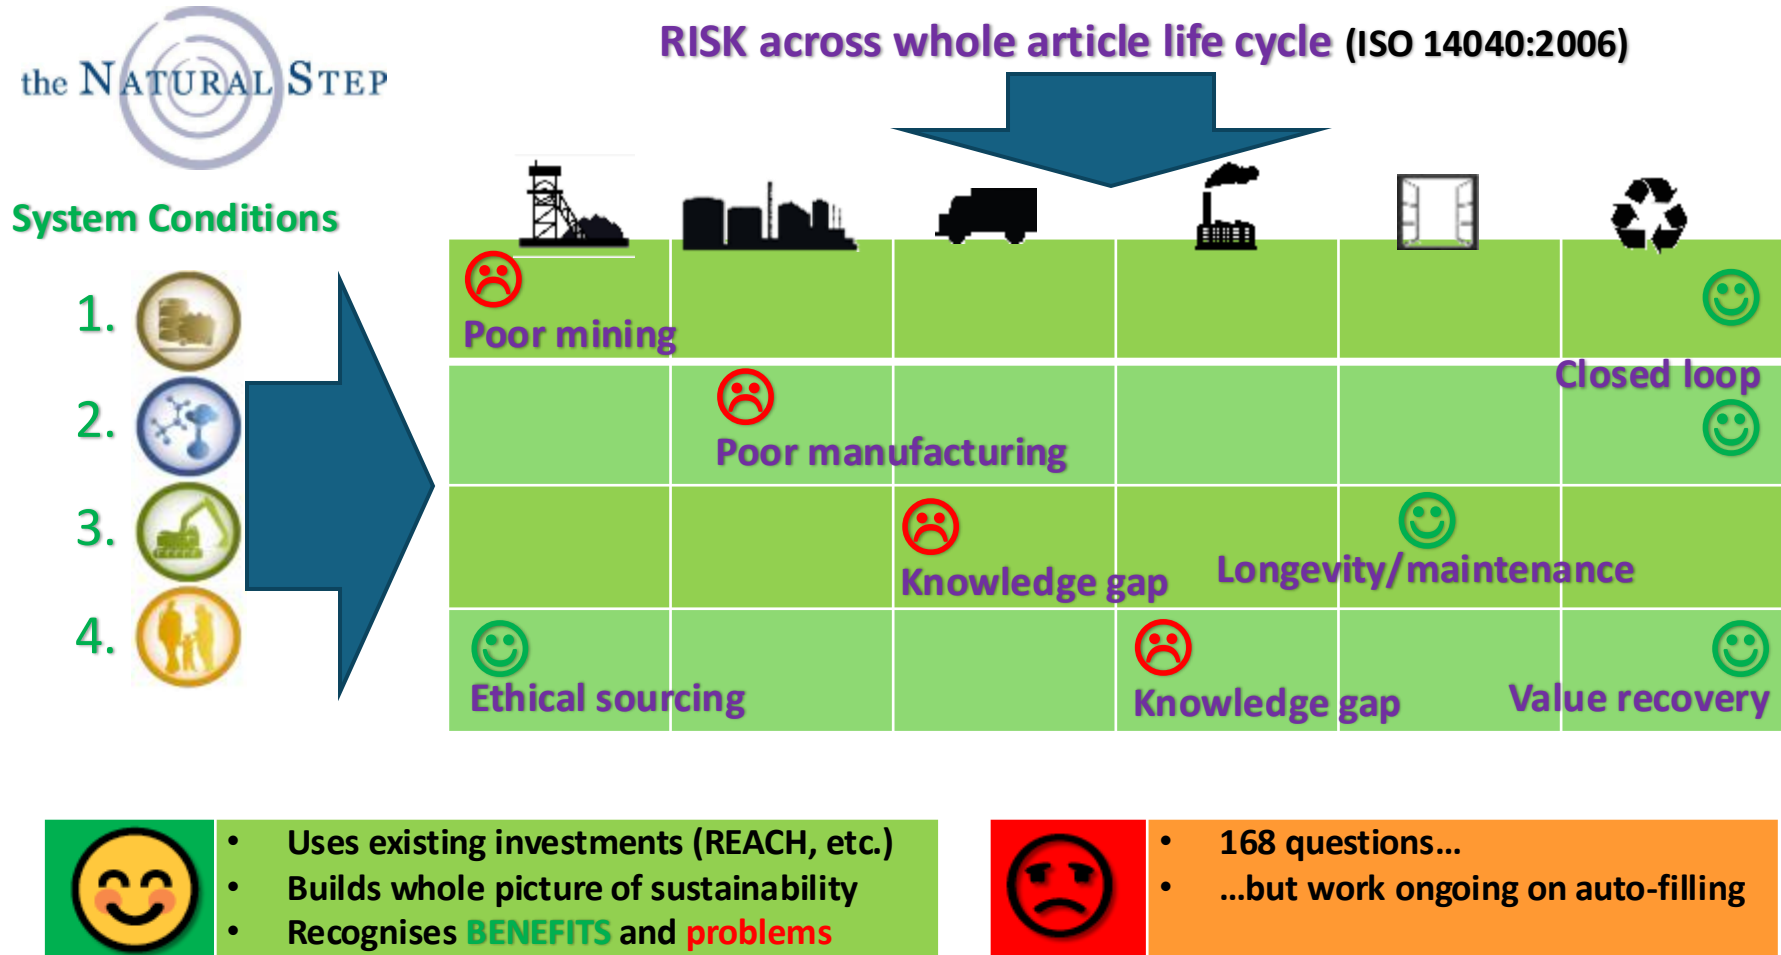 the NATURAL STEP
RISK across whole article life cycle (ISO 14040:2006)
System Conditions
1.
2.
3.
4.
Poor mining
Closed loop
Poor manufacturing
Knowledge gap
Longevity/maintenance
Ethical sourcing
Knowledge gap
Value recovery
• Uses existing investments (REACH, etc.)
• Builds whole picture of sustainability
• Recognises BENEFITS and problems
• 168 questions...
• ...but work ongoing on auto-filling